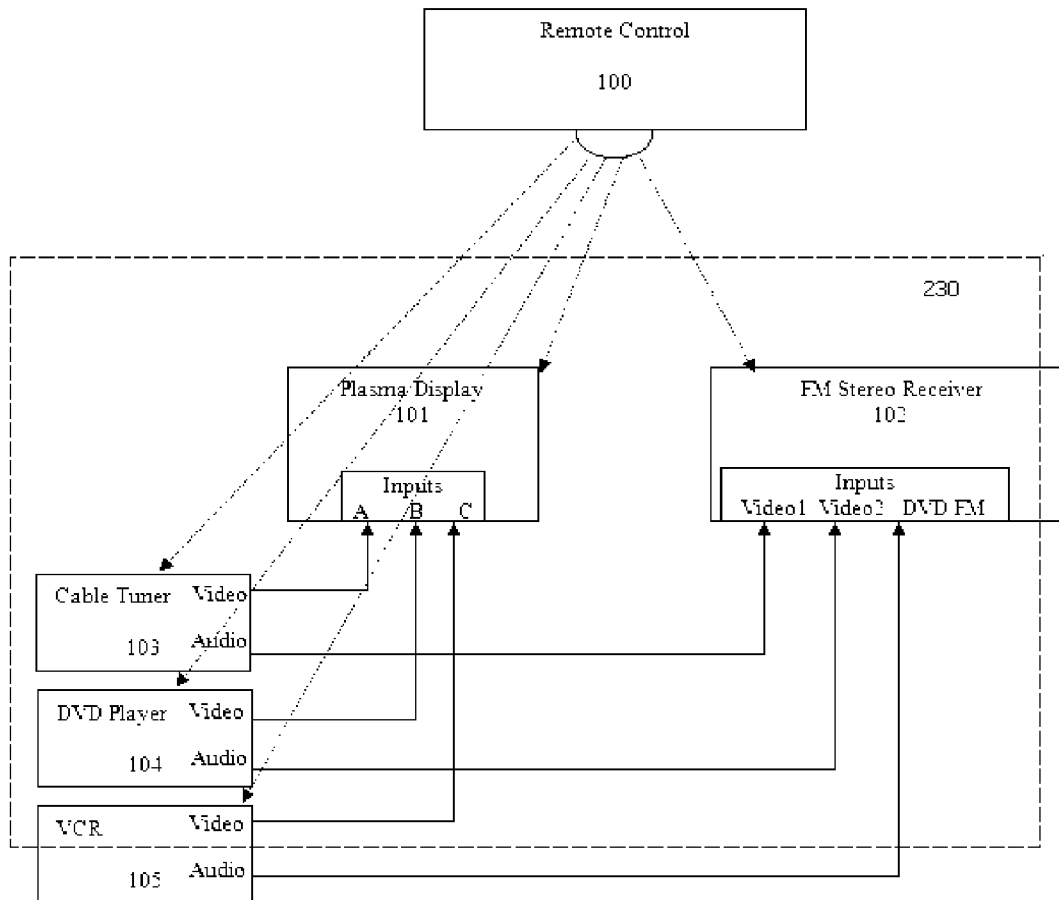 Remote Control
100
230
Plasma Display
101
FM Stereo Receiver
102
Inputs
A B C
Inputs
Video1 Video2 DVD FM
Cable Tuner Video
103 Audio
DVD Player Video
104 Audio
VCR Video
105 Audio